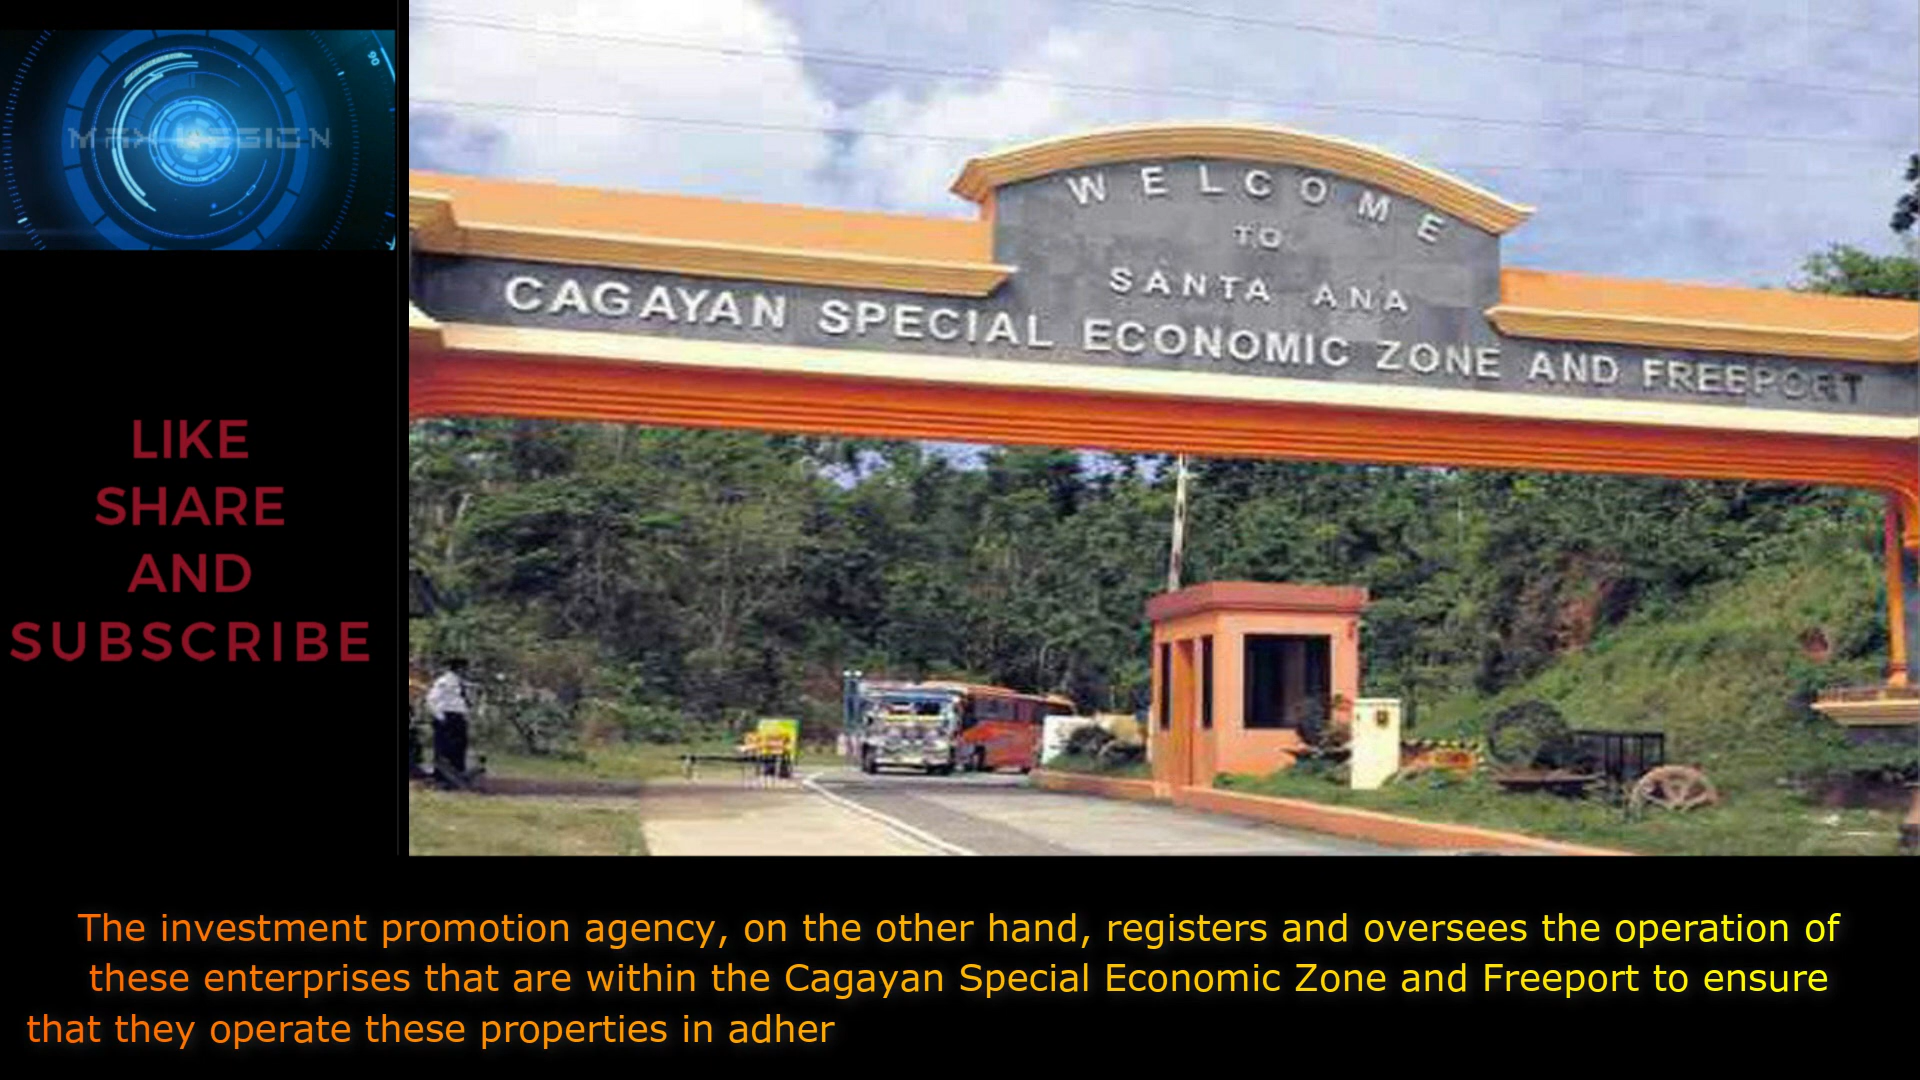 LIKE
SHARE
AND
SUBSCRIBE
WELCOME
TO
SANTA ANA
CAGAYAN SPECIAL ECONOMIC ZONE AND FREEPORT
The investment promotion agency, on the other hand, registers and oversees the operation of
these enterprises that are within the Cagayan Special Economic Zone and Freeport to ensure
that they operate these properties in adher